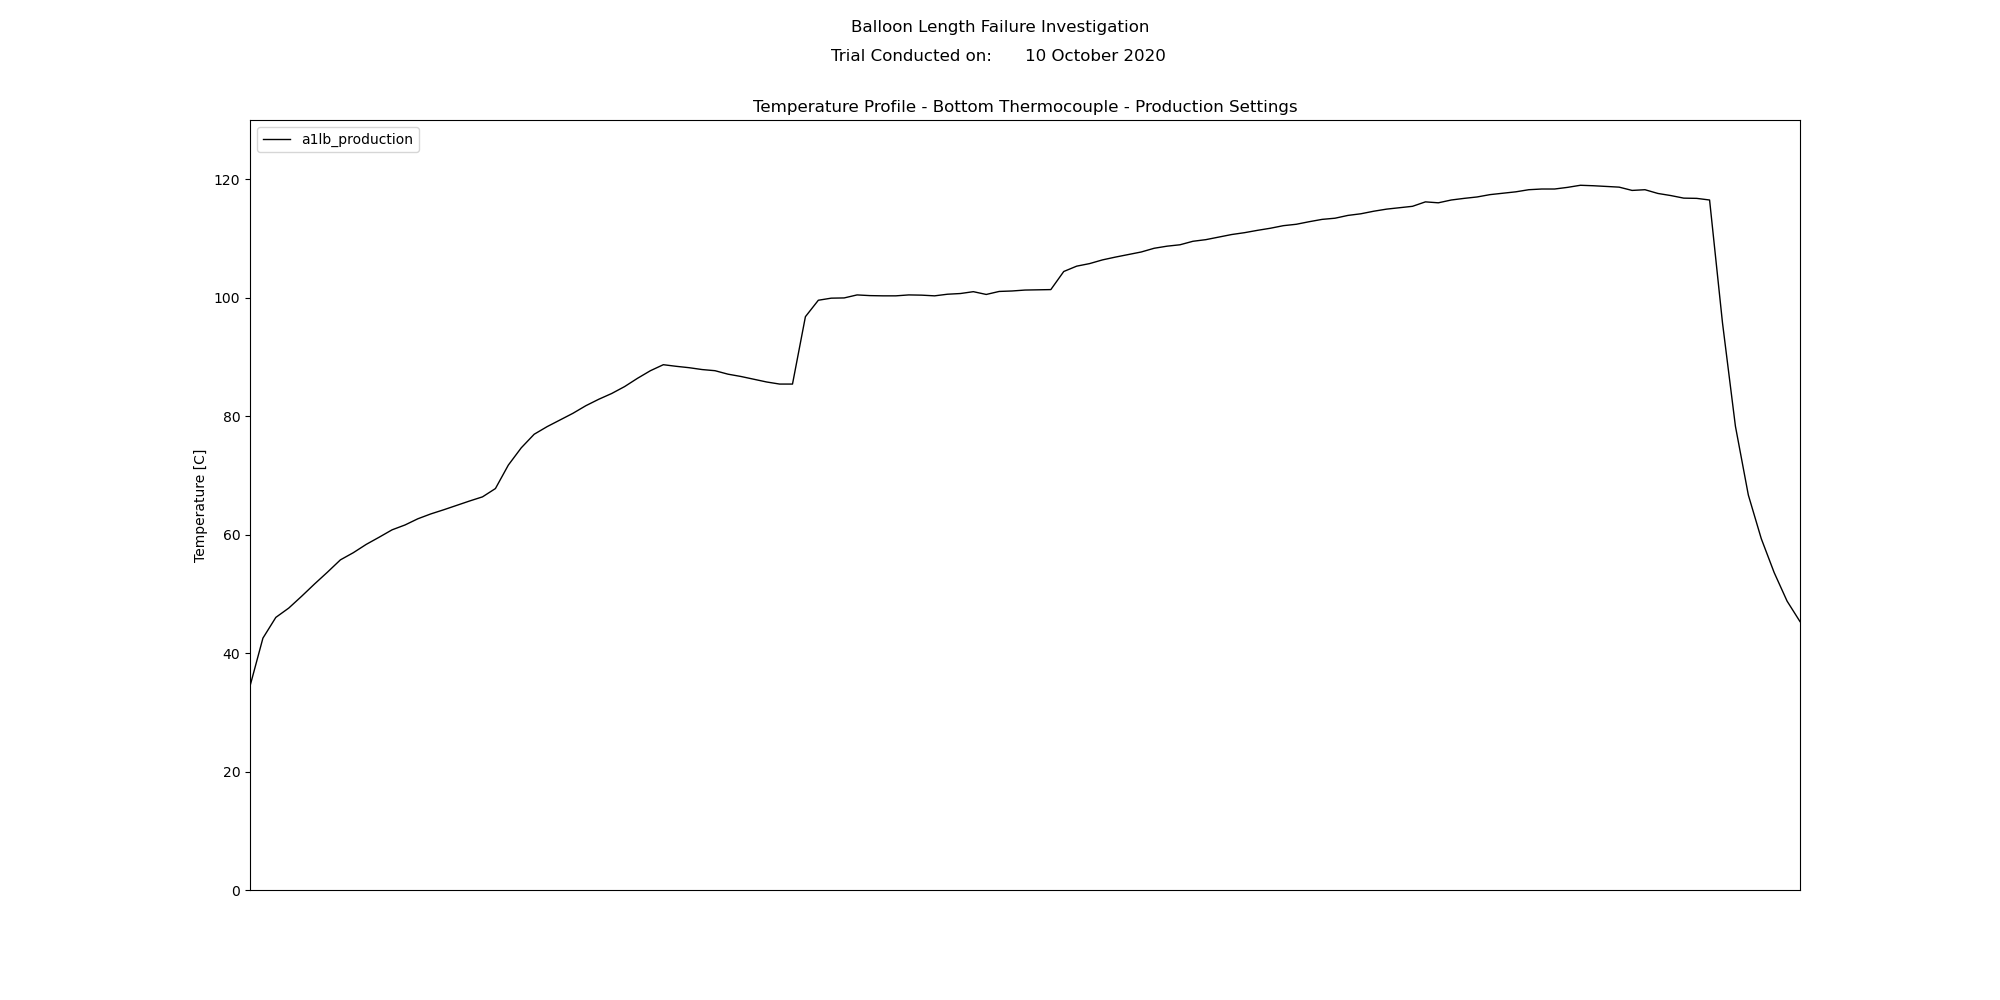 Balloon Length Failure Investigation
Trial Conducted on: 10 October 2020
Temperature Profile - Bottom Thermocouple - Production Settings
a1lb_production
120
100
80
60
40
20
0
Temperature [C]